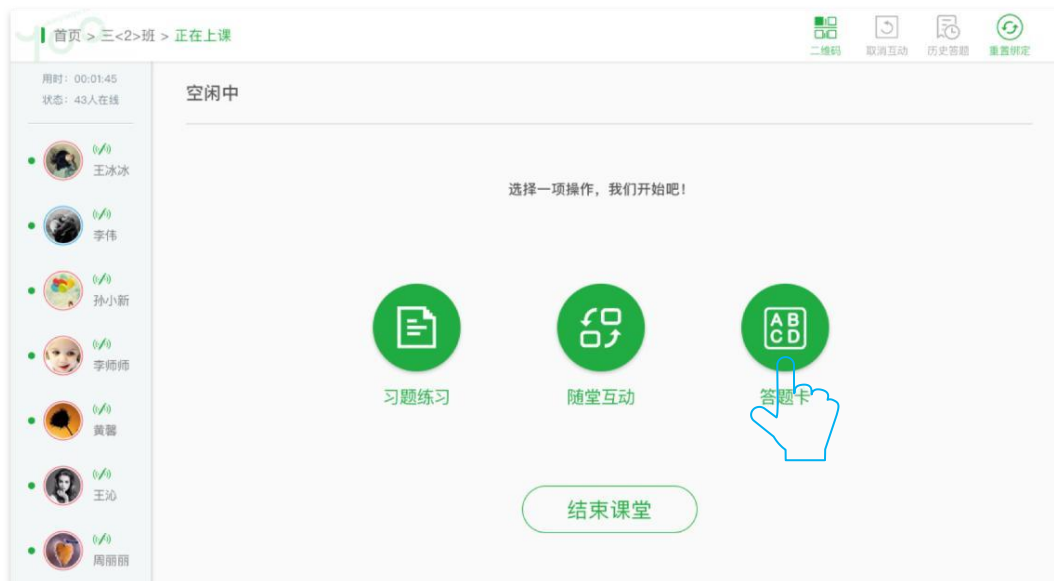 首页 > 三<2>班 > 正在上课
二维码
取消互动
历史答题
重置绑定
用时：00:01:45
状态：43人在线
空闲中
王冰冰
李伟
孙小新
李师师
黄馨
王沁
周丽丽
选择一项操作，我们开始吧！
A B
C D
习题练习
随堂互动
答题卡
结束课堂